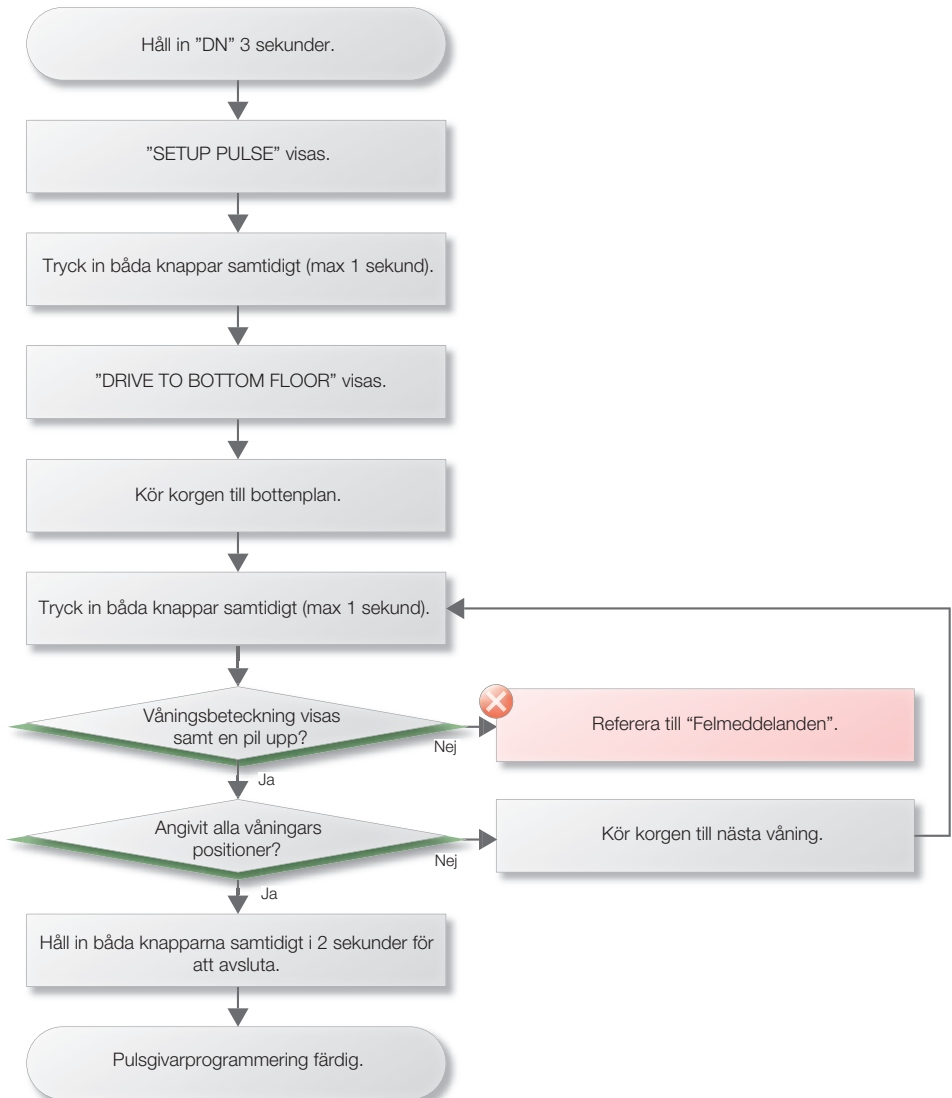 Håll in ”DN” 3 sekunder.
”SETUP PULSE” visas.
Tryck in båda knappar samtidigt (max 1 sekund).
”DRIVE TO BOTTOM FLOOR” visas.
Kör korgen till bottenplan.
Tryck in båda knappar samtidigt (max 1 sekund).
Våningsbeteckning visas
samt en pil upp?
Nej
Referera till “Felmeddelanden”.
Ja
Angivit alla våningars
positioner?
Nej
Kör korgen till nästa våning.
Ja
Håll in båda knapparna samtidigt i 2 sekunder för
att avsluta.
Pulsgivarprogrammering färdig.